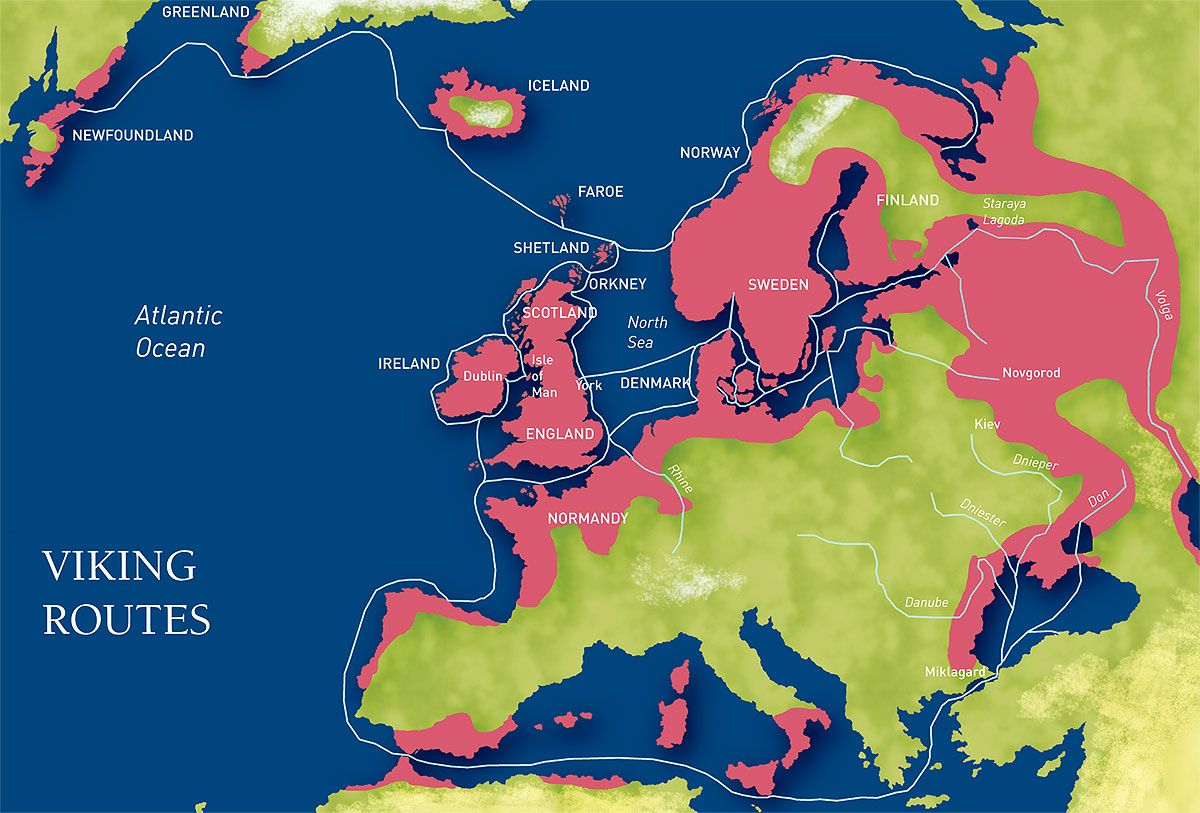 GREENLAND
ICELAND
NEWFOUNDLAND
NORWAY
FAROE
FINLAND
Staraya
Lagoda
SHETLAND
ORKNEY
SWEDEN
Volga
SCOTLAND
Atlantic
Ocean
North
Sea
IRELAND
Isle
of
Man
Dublin
York
DENMARK
Novgorod
ENGLAND
Kiev
Dnieper
Rhine
Don
Dniester
NORMANDY
VIKING
ROUTES
Danube
Miklagard